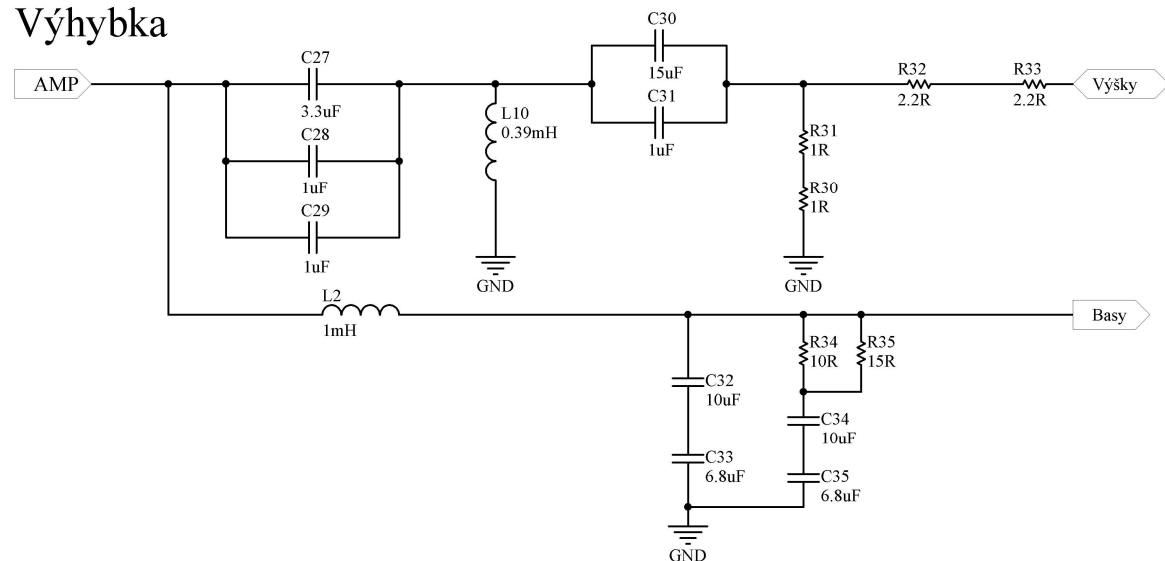 Výhybka
AMP
C27
3.3uF
C28
1uF
C29
1uF
L10
0.39mH
GND
C30
15uF
C31
1uF
R31
1R
R30
1R
GND
R32
2.2R
R33
2.2R
Výšky
L2
1mH
C32
10uF
C33
6.8uF
GND
R34
10R
R35
15R
C34
10uF
C35
6.8uF
Basy